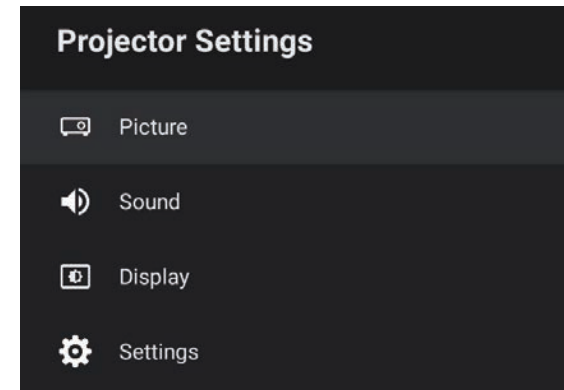 Projector Settings
Picture
Sound
Display
Settings